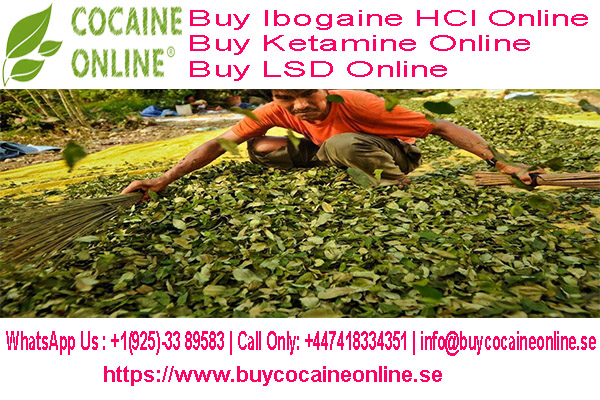 COCAINE
ONLINE®
Buy Ibogaine HCl Online
Buy Ketamine Online
Buy LSD Online
WhatsApp Us : +1(925)-33 89583 | Call Only: +447418334351 | info@buycocaineonline.se
https://www.buycocaineonline.se